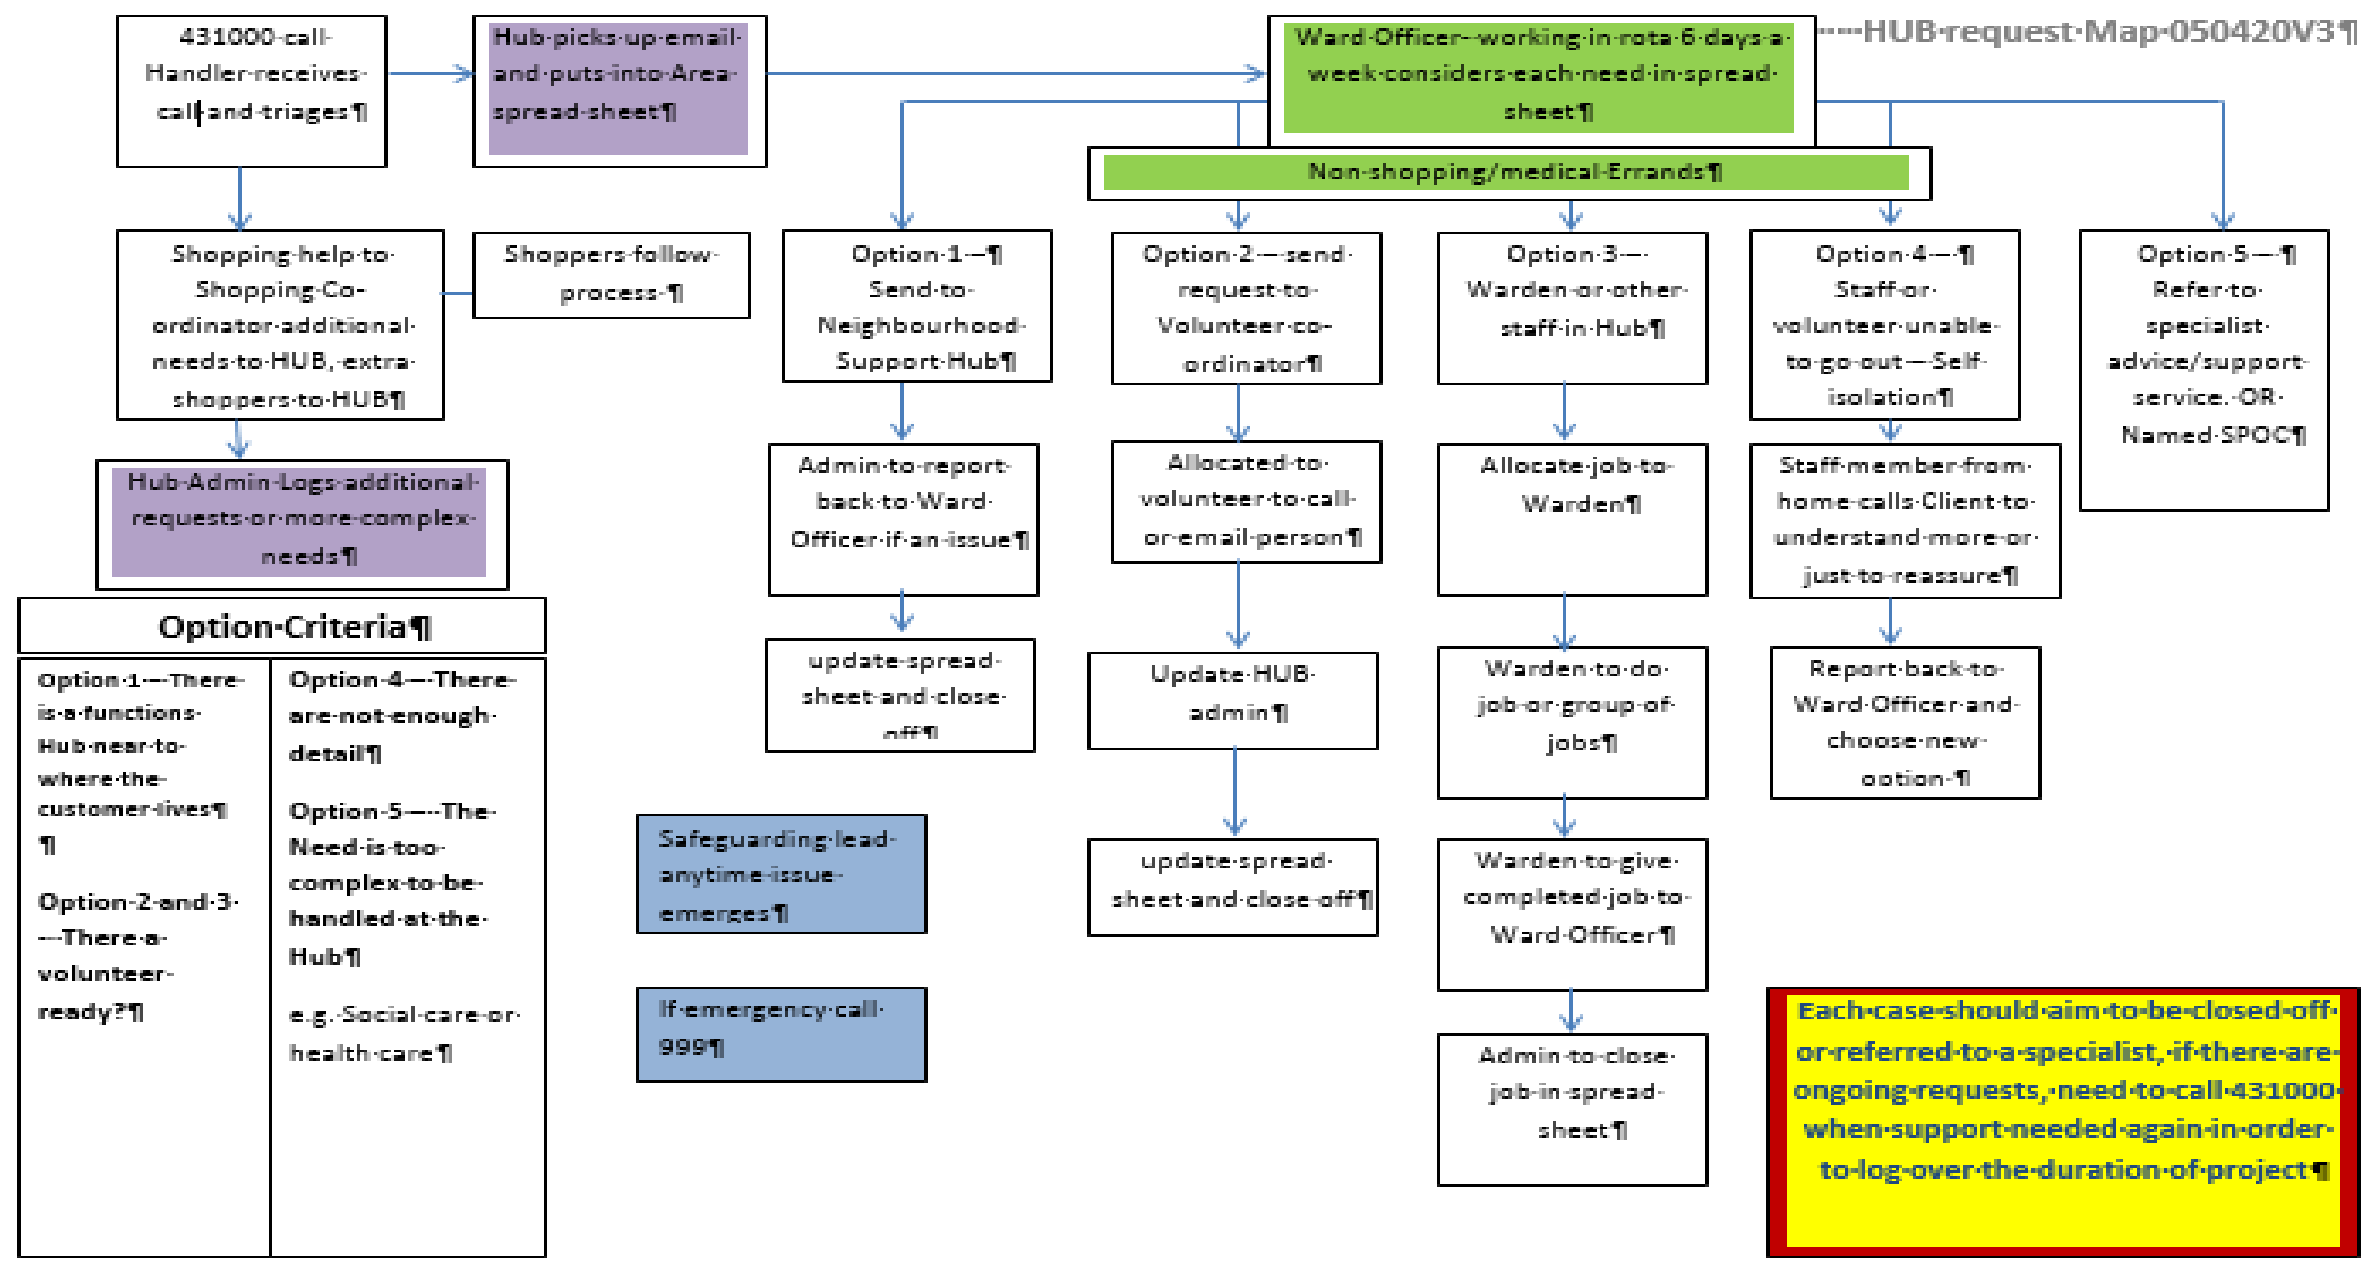 431000 call
Handler receives
call and triages¶
Hub picks up email
and puts into Area
spread sheet¶
Ward Officer - working in rota 6 days a
week considers each need in spread
sheet¶
HUB request Map 050420V3¶
Non shopping/medical Errands¶
Shopping help to
Shopping Co-
ordinator additional
needs to HUB, extra
shoppers to HUB¶
Shoppers follow
process ¶
Option 1 – ¶
Send to
Neighbourhood
Support Hub¶
Option 2 – send
request to
Volunteer co-
ordinator¶
Option 3 –
Warden or other
staff in Hub¶
Option 4 – ¶
Staff or
volunteer unable
to go out – Self
isolation¶
Option 5 – ¶
Refer to
specialist
advice/support
service. OR
Named SPOC¶
Hub Admin Logs additional
requests or more complex
needs¶
Admin to report
back to Ward
Officer if an issue¶
Allocated to
volunteer to call
or email person¶
Allocate job to
Warden¶
Staff member from
home calls Client to
understand more or
just to reassure¶
update spread
sheet and close
off¶
Update HUB
admin¶
update spread
sheet and close off¶
Warden to do
job or group of
jobs¶
Warden to give
completed job to
Ward Officer¶
Admin to close
job in spread
sheet¶
Report back to
Ward Officer and
choose new
option ¶
Option Criteria¶
Option 1 – There
is a functions
Hub near to
where the
customer lives¶
¶
Option 2 and 3
– There a
volunteer
ready?¶
Option 4 – There
are not enough
detail¶
Option 5 – The
Need is too
complex to be
handled at the
Hub¶
e.g. Social care or
health care¶
Safeguarding lead
anytime issue
emerges¶
If emergency call
999¶
Each case should aim to be closed off
or referred to a specialist, if there are
ongoing requests, need to call 431000
when support needed again in order
to log over the duration of project¶